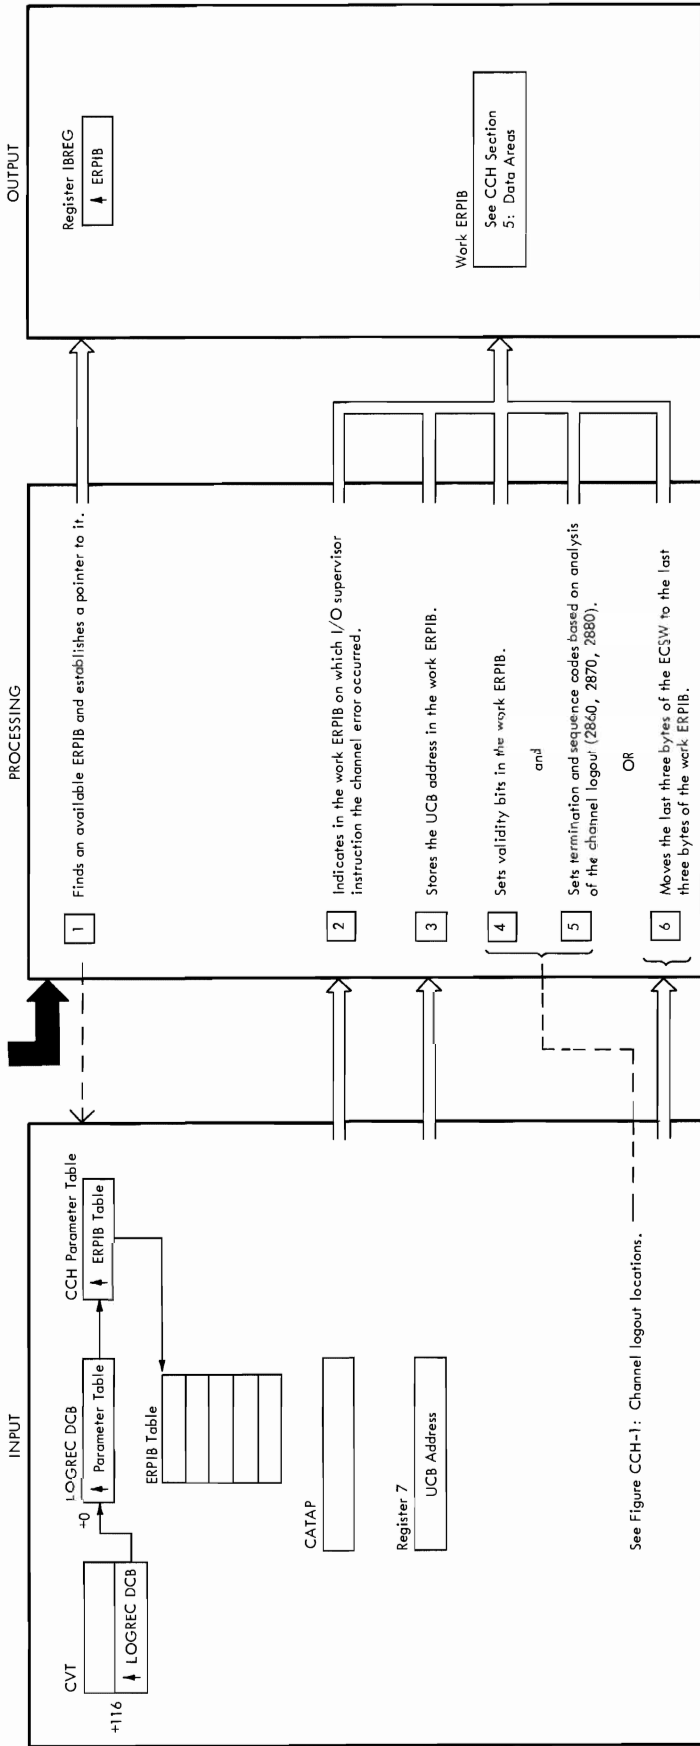 INPUT
CVT
+116
LOGREC DCB
+0
LOGREC DCB
Parameter Table
CCH Parameter Table
ERPIB Table
ERPIB Table
CATAP
Register 7
UCB Address
See Figure CCH-1: Channel logout locations.
PROCESSING
1 Finds an available ERPIB and establishes a pointer to it.
2 Indicates in the work ERPIB on which I/O supervisor
instruction the channel error occurred.
3 Stores the UCB address in the work ERPIB.
4 Sets validity bits in the work ERPIB.
and
5 Sets termination and sequence codes based on analysis
of the channel logout (2860, 2870, 2880).
OR
6 Moves the last three bytes of the ECSW to the last
three bytes of the work ERPIB.
OUTPUT
Register IBREG
ERPIB
Work ERPIB
See CCH Section
5: Data Areas